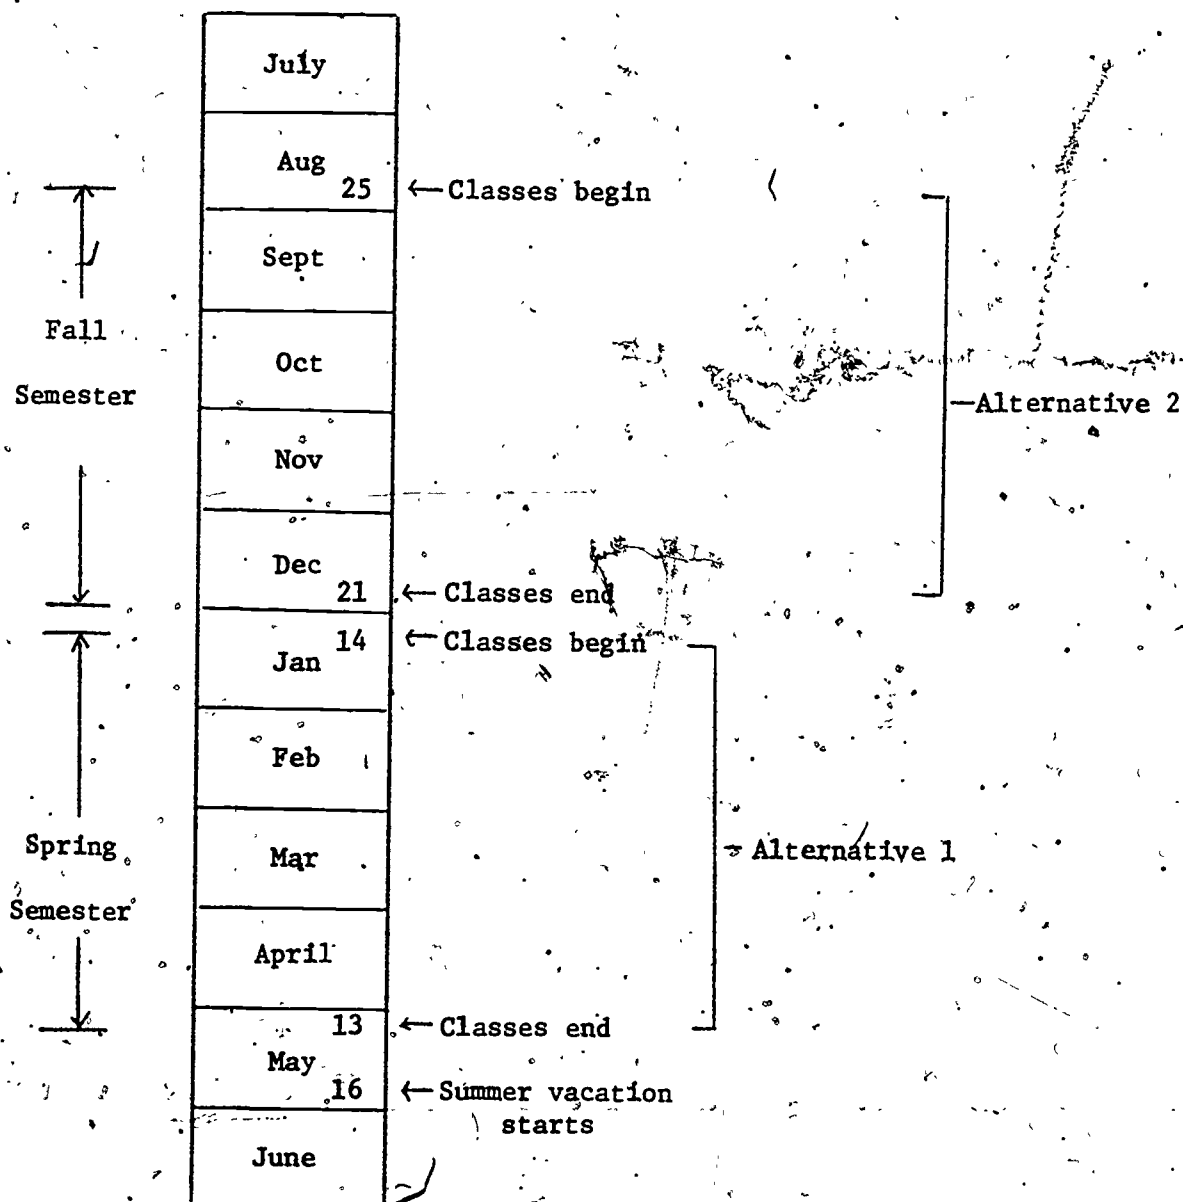 July
Aug
25 ←Classes begin
Sept
Fall
Semester
Oct
Alternative 2
Nov
Dec
21 ←Classes end
14 ←Classes begin
Jan
Feb
Spring
Semester
Mar
Alternative 1
April
13 ←Classes end
May
16 ←Summer vacation
starts
June